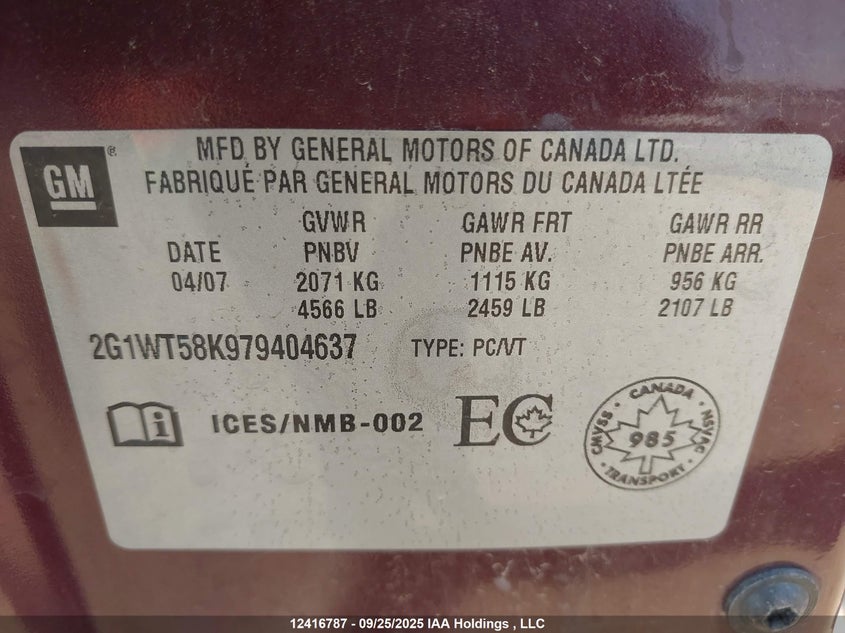 GM®
MFD BY GENERAL MOTORS OF CANADA LTD.
FABRIQUÉ PAR GENERAL MOTORS DU CANADA LTÉE
GVWR GAWR FRT GAWR RR
DATE PNBV PNBE AV. PNBE ARR.
04/07 2071 KG 1115 KG 956 KG
4566 LB 2459 LB 2107 LB
2G1WT58K979404637 TYPE: PC/VT
i ICES/NMB-002 EC
CANADA
CMVSS 985 NSVAC
TRANSPORT
12416787 - 09/25/2025 IAA Holdings , LLC